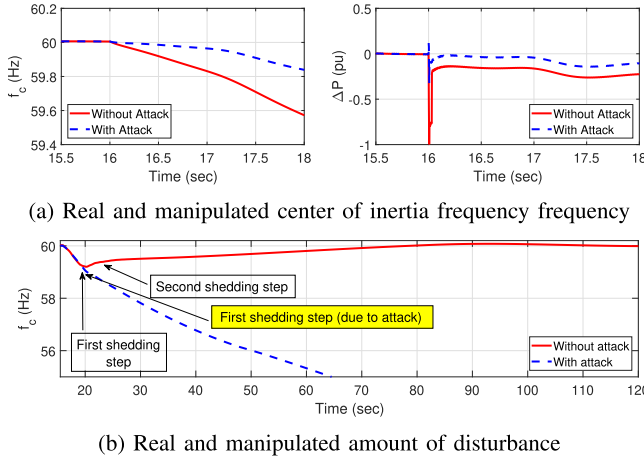 60
59.8
59.6
59.4
f_c (Hz)
Without Attack
With Attack
15.5 16 16.5 17 17.5 18
Time (sec)
0
-0.5
-1
ΔP (pu)
Without Attack
With Attack
15.5 16 16.5 17 17.5 18
Time (sec)
(a) Real and manipulated center of inertia frequency frequency
60
58
56
f_c (Hz)
Second shedding step
First shedding step (due to attack)
First shedding
step
Without attack
With attack
20 30 40 50 60 70 80 90 100 110 120
Time (sec)
(b) Real and manipulated amount of disturbance